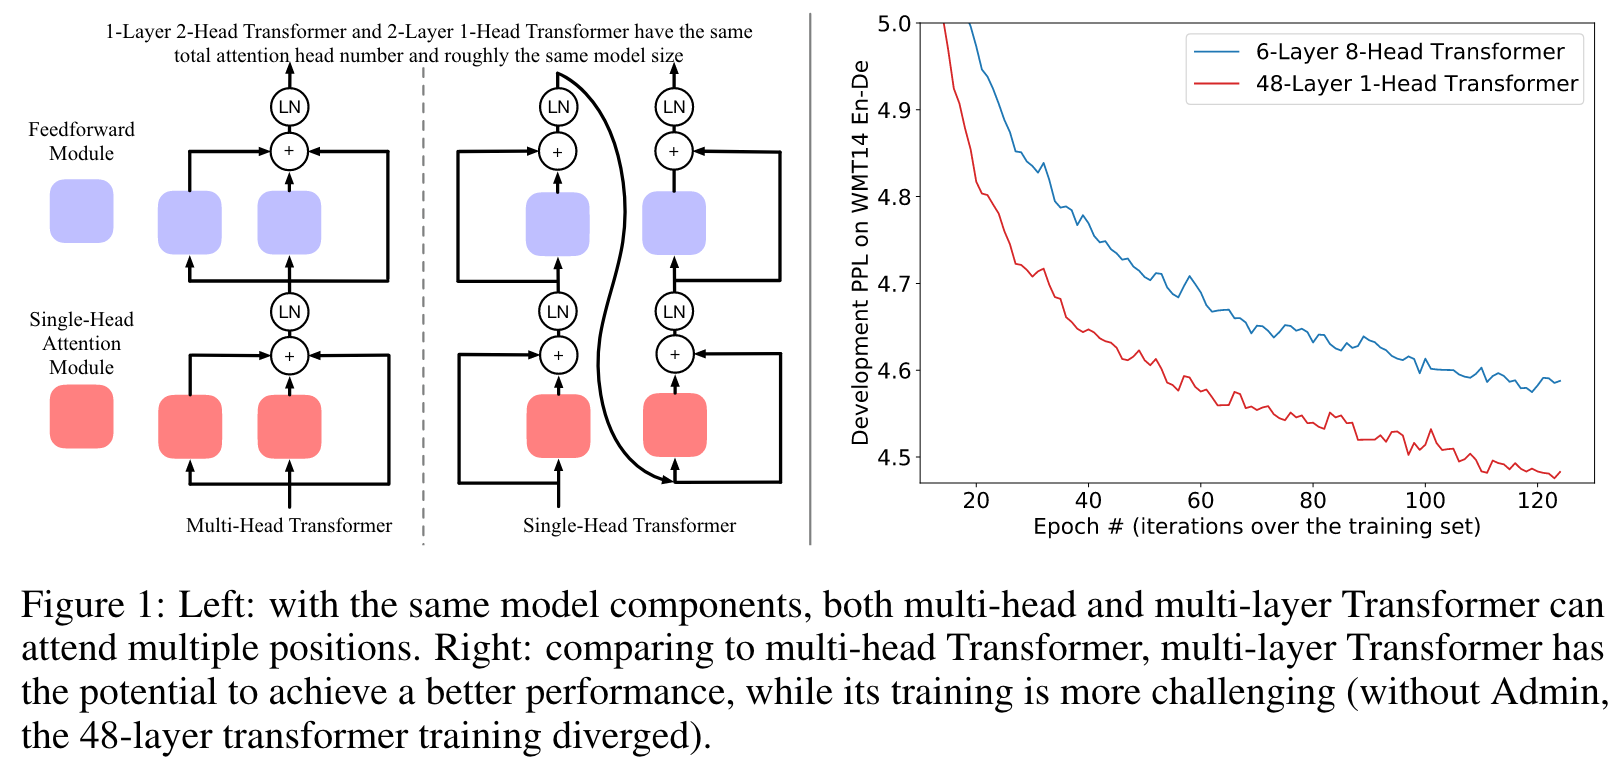 1-Layer 2-Head Transformer and 2-Layer 1-Head Transformer have the same
total attention head number and roughly the same model size
Feedforward
Module
Single-Head
Attention
Module
LN
+
LN
+
Multi-Head Transformer
LN
+
LN
+
LN
+
LN
+
Single-Head Transformer
6-Layer 8-Head Transformer
48-Layer 1-Head Transformer
Development PPL on WMT14 En-De
5.0
4.9
4.8
4.7
4.6
4.5
20 40 60 80 100 120
Epoch # (iterations over the training set)
Figure 1: Left: with the same model components, both multi-head and multi-layer Transformer can
attend multiple positions. Right: comparing to multi-head Transformer, multi-layer Transformer has
the potential to achieve a better performance, while its training is more challenging (without Admin,
the 48-layer transformer training diverged).